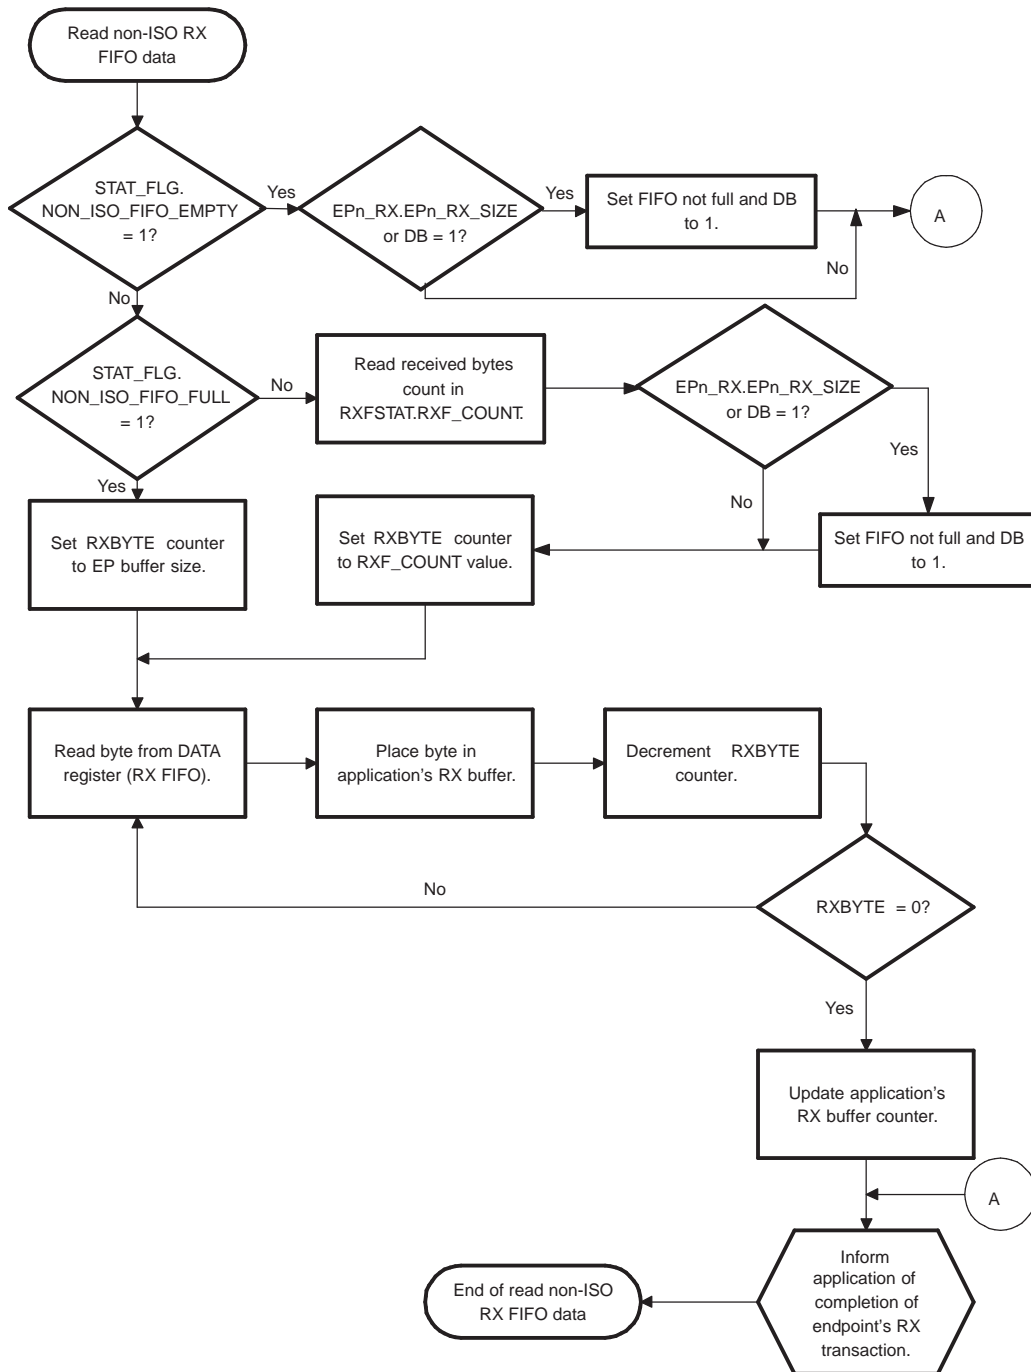 Read non-ISO RX
FIFO data
STAT_FLG.
NON_ISO_FIFO_EMPTY
= 1?
Yes
EPn_RX.EPn_RX_SIZE
or DB = 1?
Yes
Set FIFO not full and DB
to 1.
A
No
No
STAT_FLG.
NON_ISO_FIFO_FULL
= 1?
No
Read received bytes
count in
RXFSTAT.RXF_COUNT.
EPn_RX.EPn_RX_SIZE
or DB = 1?
Yes
Yes
No
Set RXBYTE counter
to EP buffer size.
Set RXBYTE counter
to RXF_COUNT value.
Set FIFO not full and DB
to 1.
Read byte from DATA
register (RX FIFO).
Place byte in
application's RX buffer.
Decrement RXBYTE
counter.
No
RXBYTE = 0?
Yes
Update application's
RX buffer counter.
A
Inform
application of
completion of
endpoint's RX
transaction.
End of read non-ISO
RX FIFO data